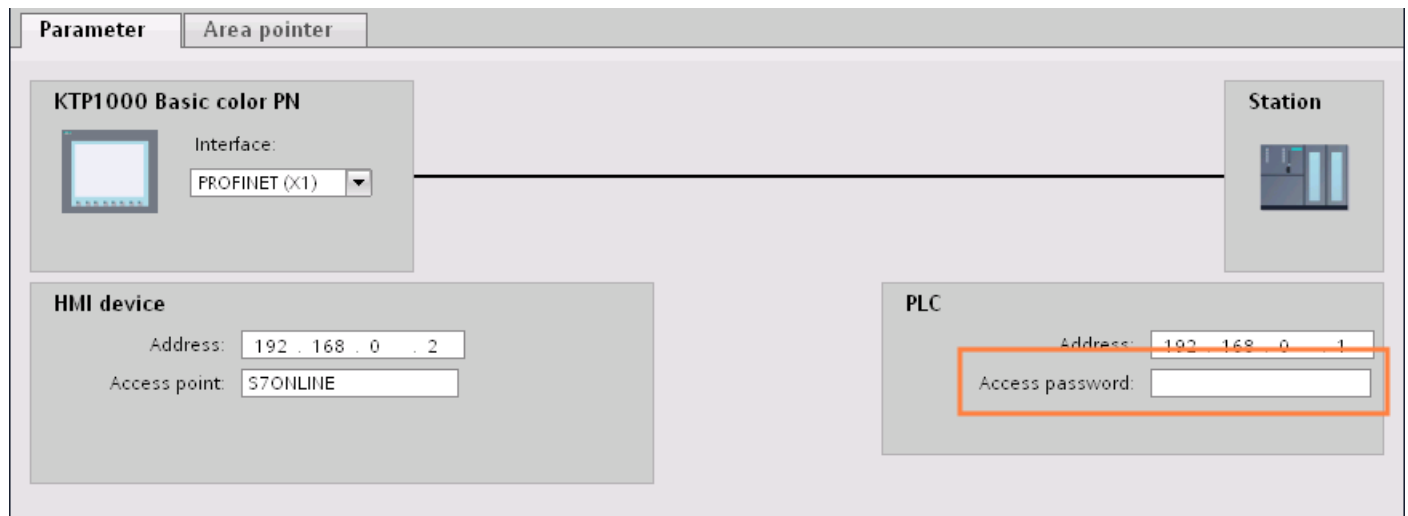 Parameter Area pointer
KTP1000 Basic color PN
Interface:
PROFINET (X1)
Station
HMI device
Address: 192 . 168 . 0 . 2
Access point: S7ONLINE
PLC
Address: 192 . 168 . 0 . 1
Access password: